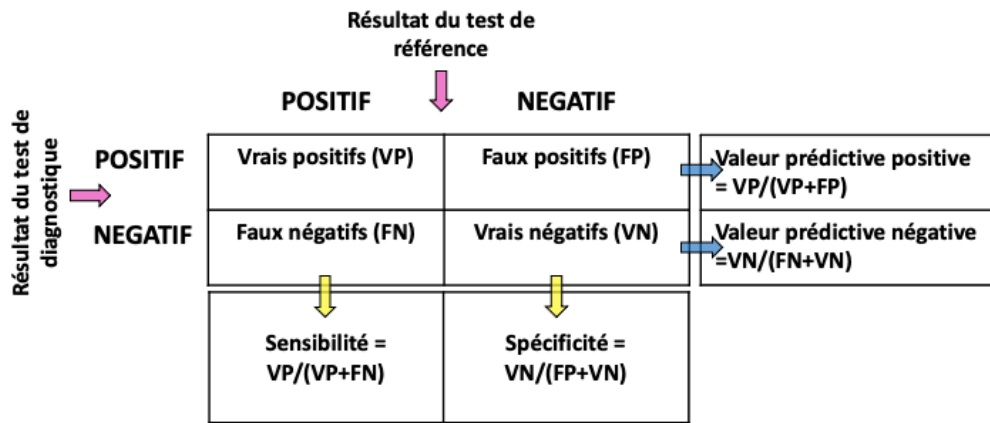 Résultat du test de
référence
POSITIF
NEGATIF
Résultat du test de
diagnostique
POSITIF
Vrais positifs (VP)
Faux positifs (FP)
Valeur prédictive positive
= VP/(VP+FP)
NEGATIF
Faux négatifs (FN)
Vrais négatifs (VN)
Valeur prédictive négative
=VN/(FN+VN)
Sensibilité =
VP/(VP+FN)
Spécificité =
VN/(FP+VN)